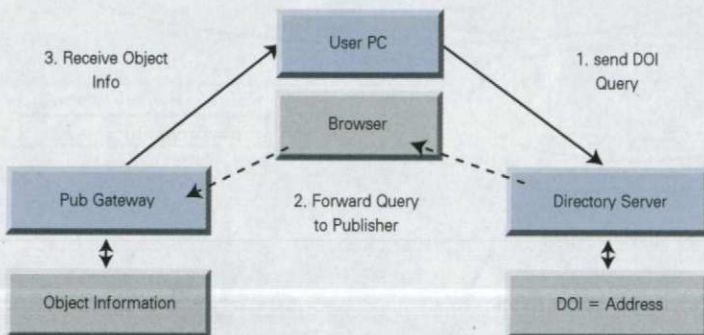 3. Receive Object
Info
User PC
1. send DOI
Query
Browser
Pub Gateway
2. Forward Query
to Publisher
Directory Server
Object Information
DOI = Address